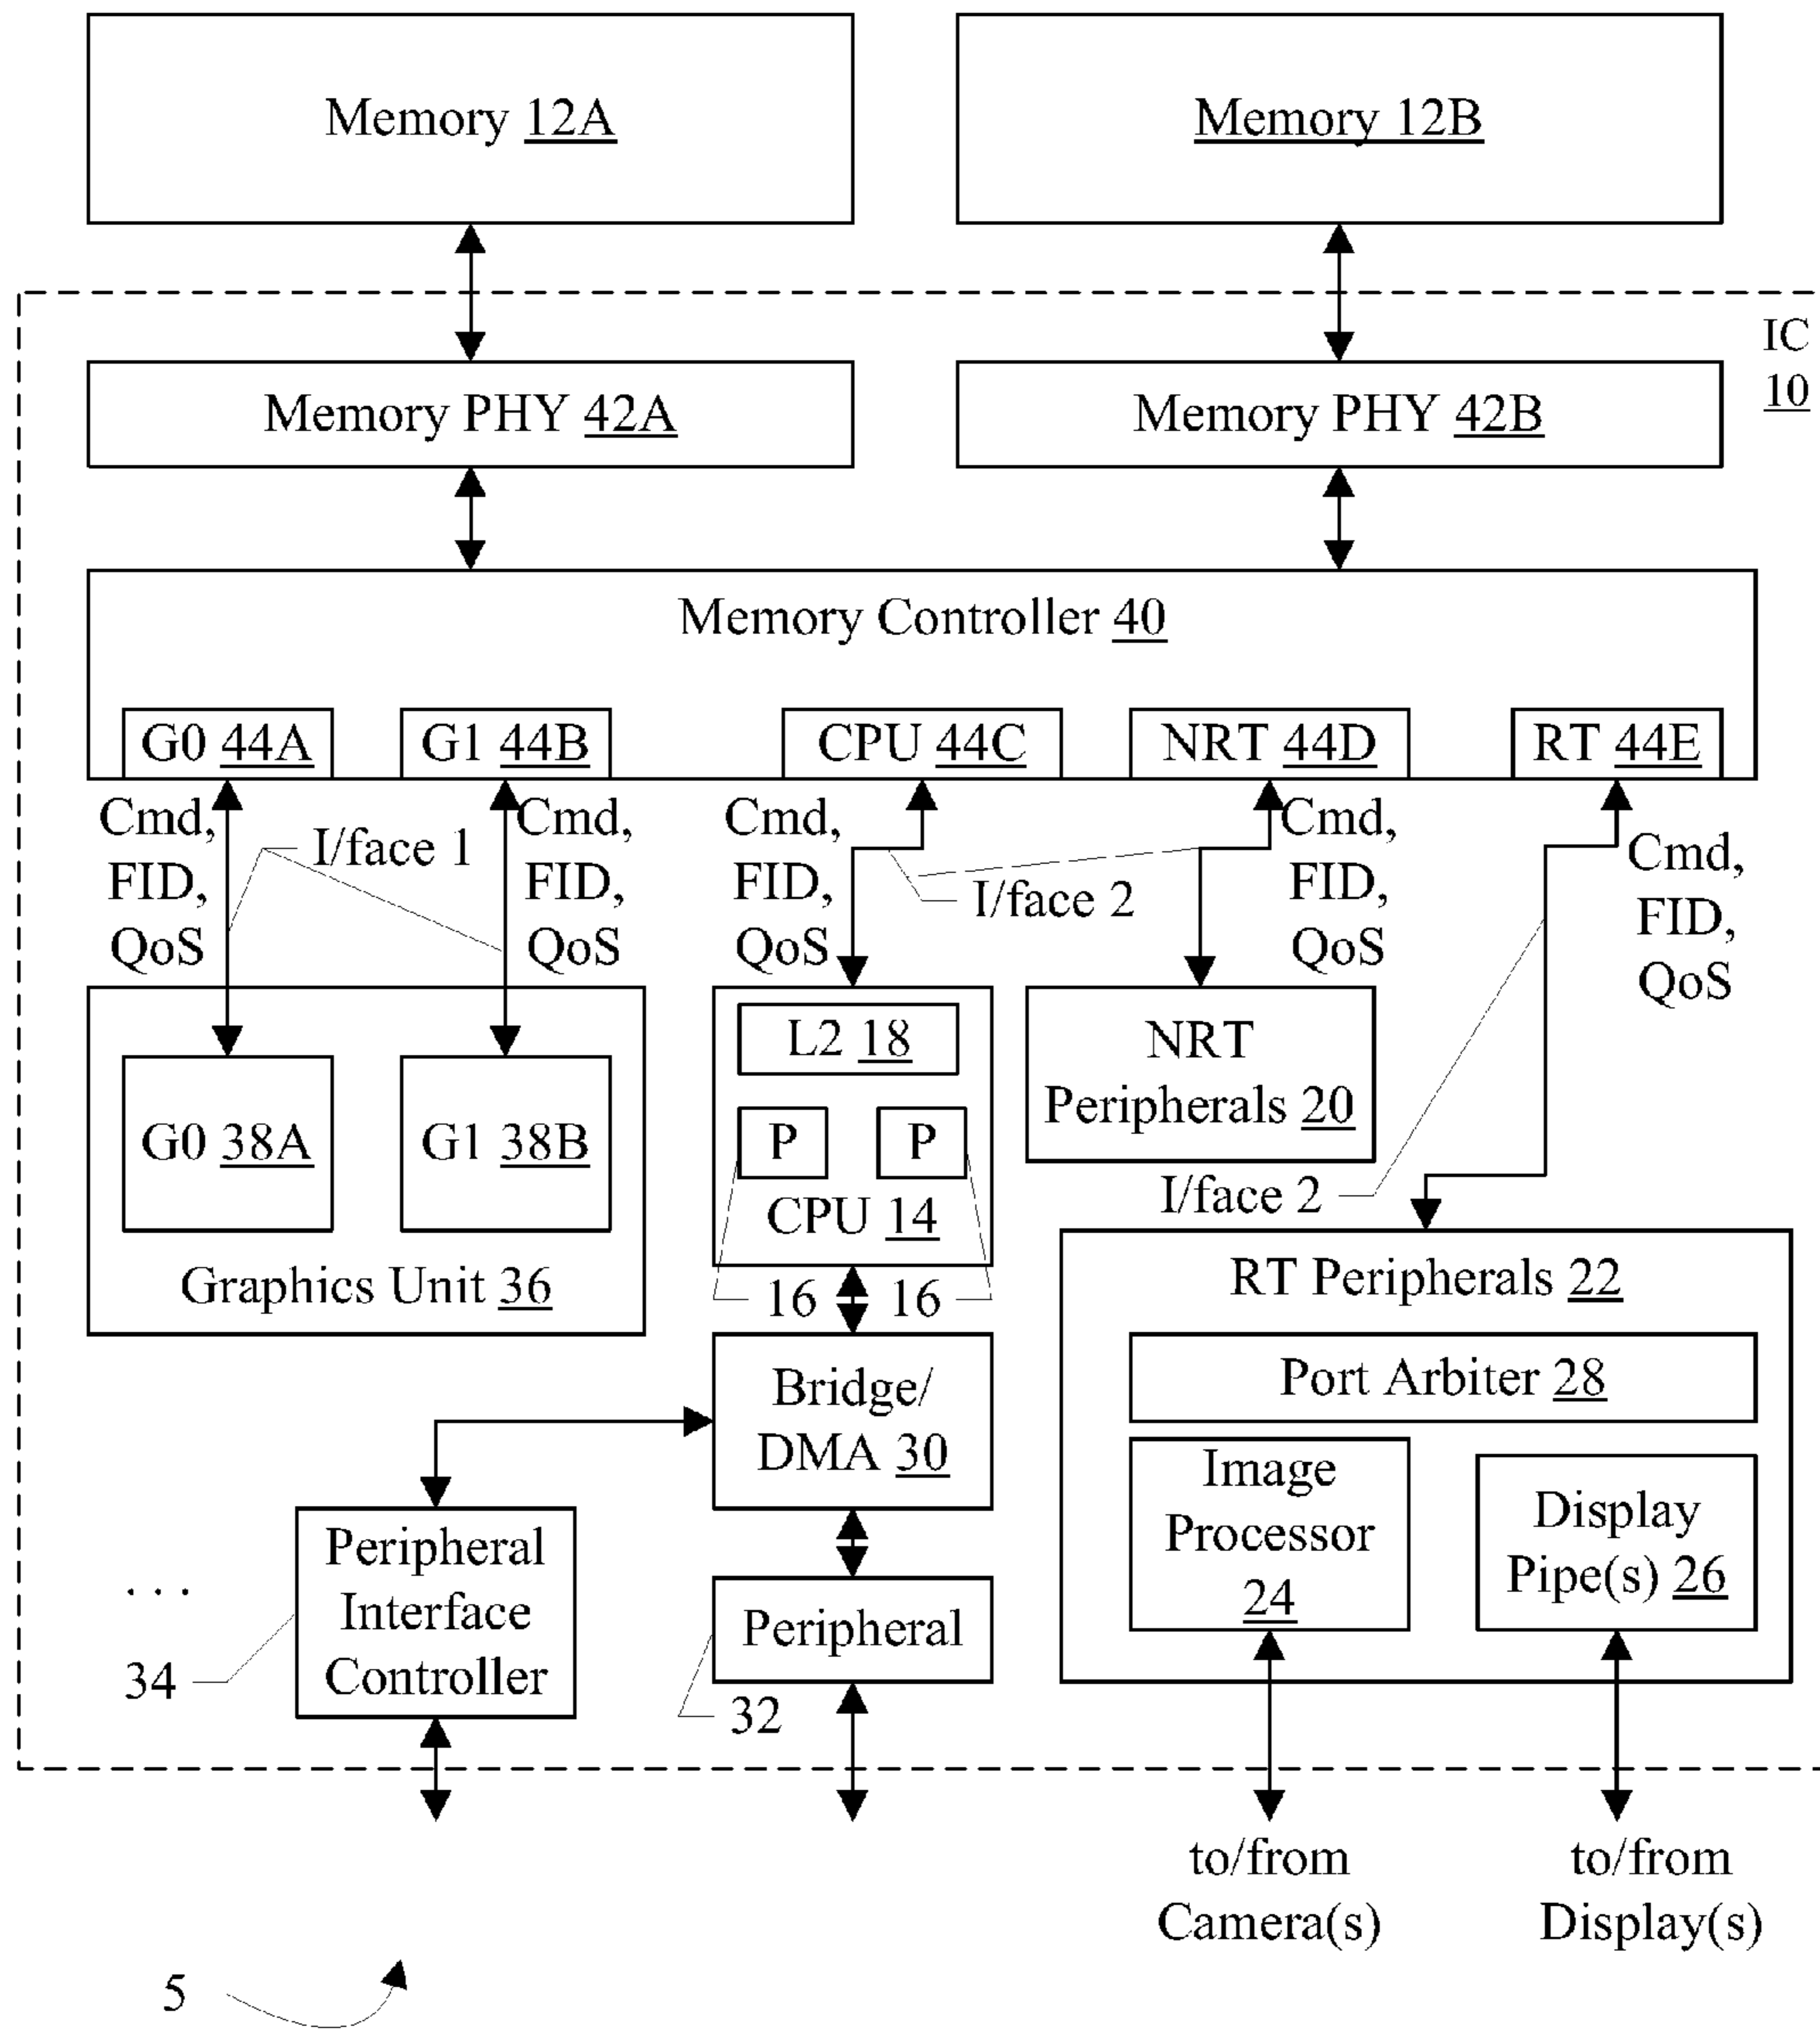 Memory 12A
Memory 12B
IC
10
Memory PHY 42A
Memory PHY 42B
Memory Controller 40
G0 44A
G1 44B
CPU 44C
NRT 44D
RT 44E
Cmd,
FID,
QoS
I/face 1
Cmd,
FID,
QoS
Cmd,
FID,
QoS
I/face 2
Cmd,
FID,
QoS
Cmd,
FID,
QoS
G0 38A
G1 38B
Graphics Unit 36
L2 18
P
P
CPU 14
16
16
NRT
Peripherals 20
I/face 2
RT Peripherals 22
Port Arbiter 28
Image
Processor
24
Display
Pipe(s) 26
Bridge/
DMA 30
Peripheral
Interface
Controller
. . .
34
Peripheral
32
to/from
Camera(s)
to/from
Display(s)
5